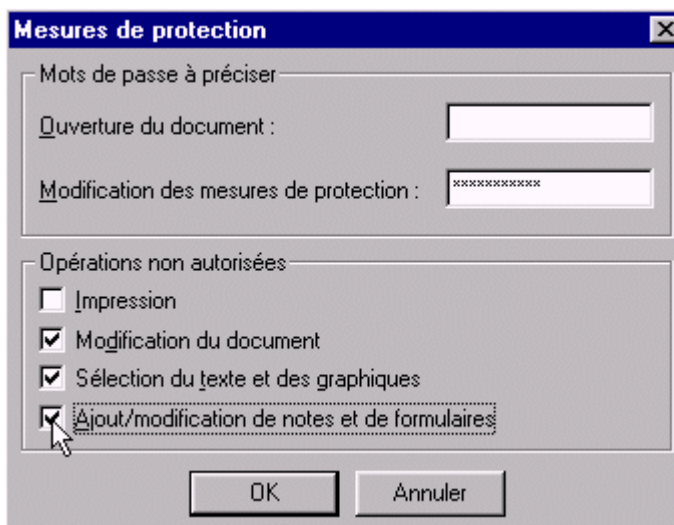 Mesures de protection
Mots de passe à préciser
Ouverture du document :
Modification des mesures de protection : ***********
Opérations non autorisées
Impression
Modification du document
Sélection du texte et des graphiques
Ajout/modification de notes et de formulaires
OK Annuler